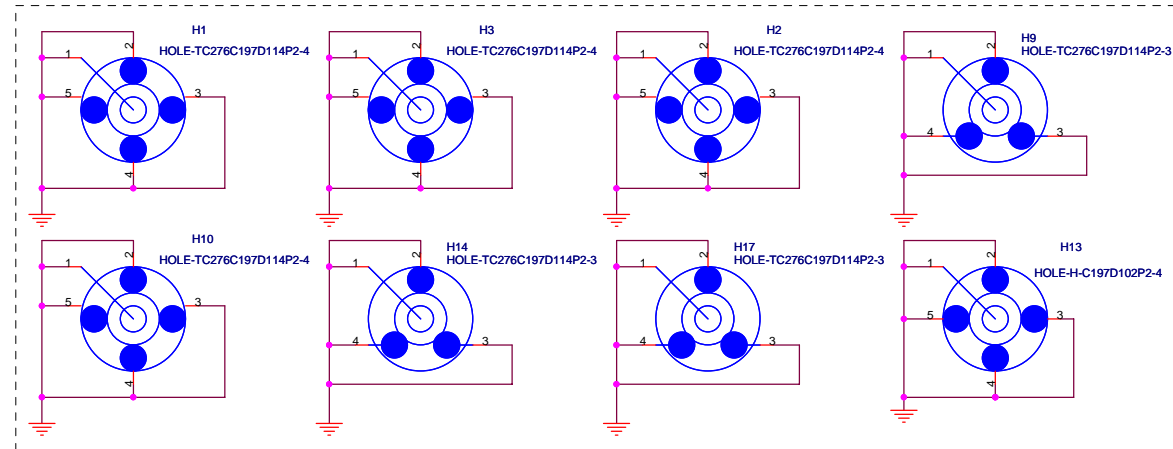 H1
HOLE-TC276C197D114P2-4
1
2
5
3
4
H3
HOLE-TC276C197D114P2-4
1
2
5
3
4
H2
HOLE-TC276C197D114P2-4
1
2
5
3
4
H9
HOLE-TC276C197D114P2-3
1
2
4
3
H10
HOLE-TC276C197D114P2-4
1
2
5
3
4
H14
HOLE-TC276C197D114P2-3
1
2
4
3
H17
HOLE-TC276C197D114P2-3
1
2
4
3
H13
HOLE-H-C197D102P2-4
1
2
5
3
4